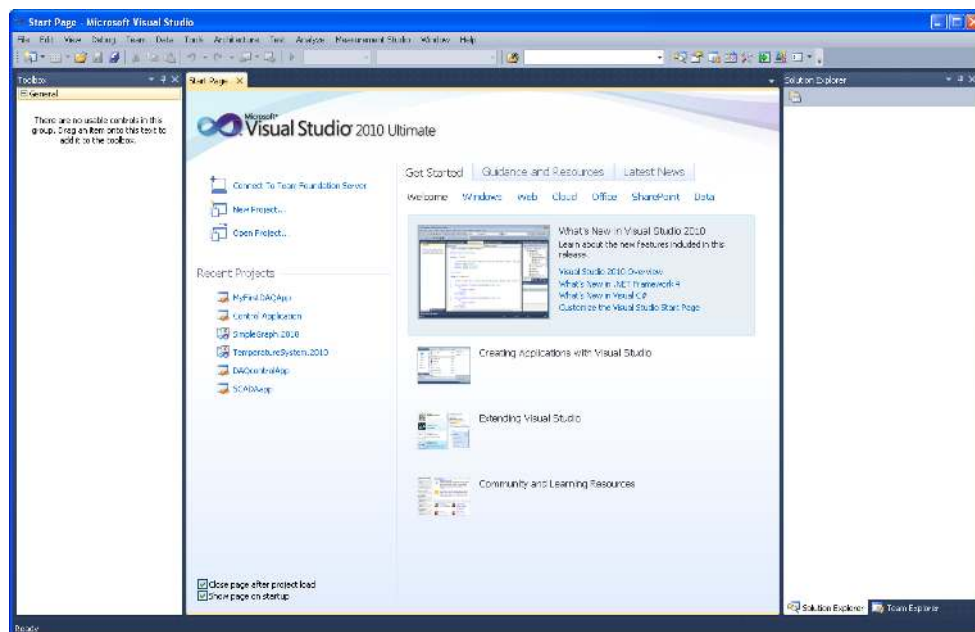 Start Page - Microsoft Visual Studio
File Edit View Debug Team Data Tools Architecture Test Analyze Measurement Studio Window Help
Toolbox
General
There are no usable controls in this
group. Drag an item onto this text to
add it to the toolbox.
Start Page
Microsoft
Visual Studio 2010 Ultimate
Connect To Team Foundation Server
New Project...
Open Project...
Recent Projects
MyFirstDAQApp
Control Application
SimpleGraph.2010
TemperatureSystem.2010
DAQcontrolApp
SCADAapp
Close page after project load
Show page on startup
Get Started Guidance and Resources Latest News
Welcome Windows Web Cloud Office SharePoint Data
What's New in Visual Studio 2010
Learn about the new features included in this
release.
Visual Studio 2010 Overview
What's New in .NET Framework 4
What's New in Visual C#
Customize the Visual Studio Start Page
Creating Applications with Visual Studio
Extending Visual Studio
Community and Learning Resources
Solution Explorer
Solution Explorer Team Explorer
Ready